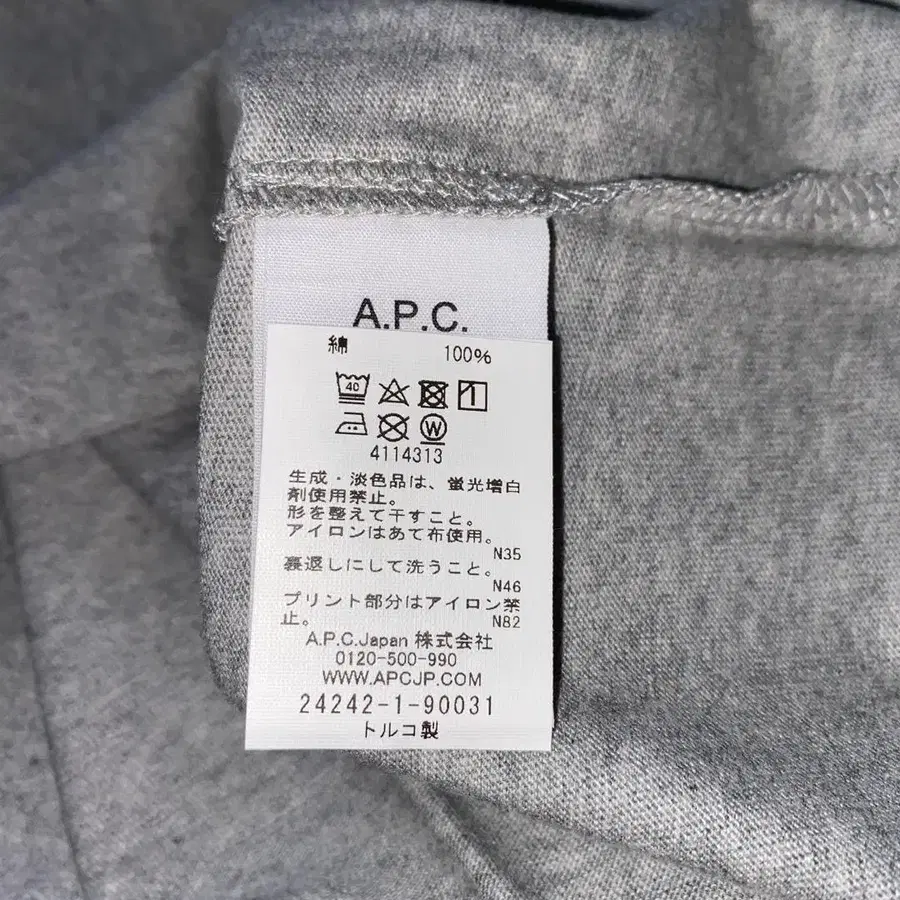 A.P.C.
綿 100%
40
1
W
4114313
生成・淡色品は、蛍光増白
剤使用禁止。
形を整えて干すこと。
アイロンはあて布使用。
N35
裏返しにして洗うこと。
N46
プリント部分はアイロン禁
止。 N82
A.P.C.Japan 株式会社
0120-500-990
WWW.APCJP.COM
24242-1-90031
トルコ製